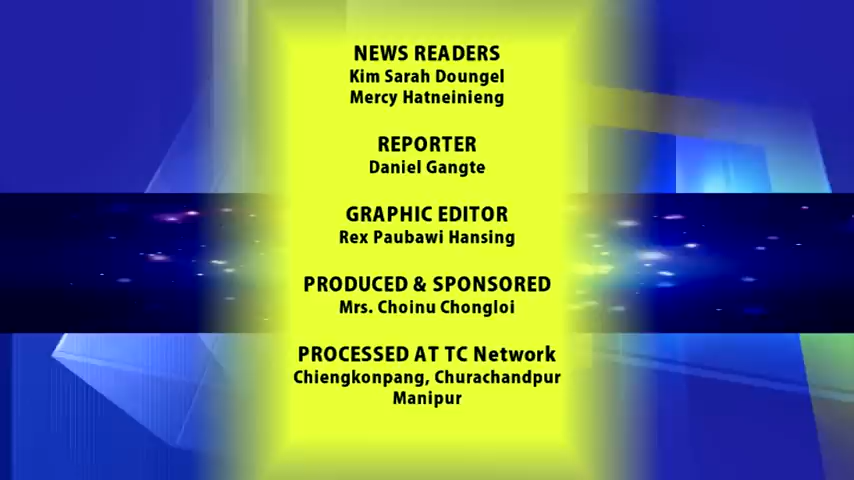 NEWS READERS
Kim Sarah Doungel
Mercy Hatneinieng
REPORTER
Daniel Gangte
GRAPHIC EDITOR
Rex Paubawi Hansing
PRODUCED & SPONSORED
Mrs. Choinu Chongloi
PROCESSED AT TC Network
Chiengkonpang, Churachandpur
Manipur